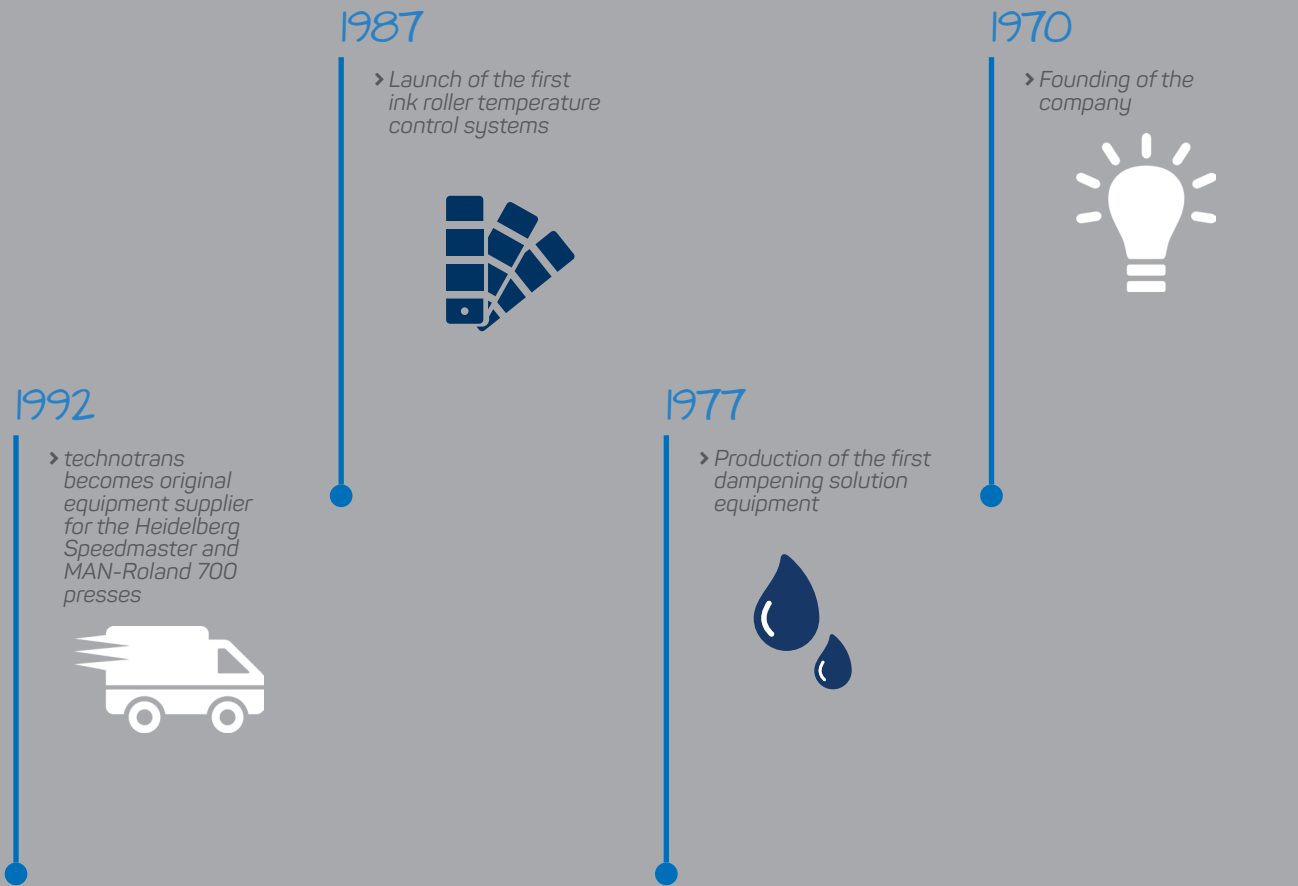 1987
› Launch of the first
ink roller temperature
control systems
1970
› Founding of the
company
1992
› technotrans
becomes original
equipment supplier
for the Heidelberg
Speedmaster and
MAN-Roland 700
presses
1977
› Production of the first
dampening solution
equipment